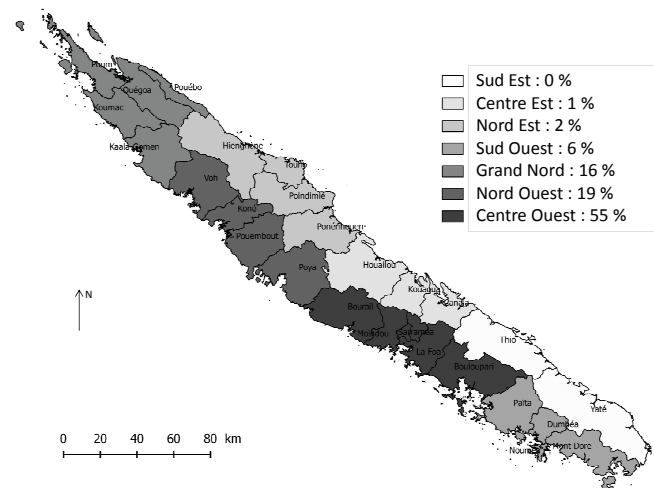 Poum
Pouébo
Ouégoa
Koumac
Kaala Gomen
Hienghène
Touho
Voh
Poindimié
Koné
Pouembout
Ponérihouen
Poya
Houaïlou
Kouaoua
Canala
Bourail
Moindou
Sarraméa
La Foa
Thio
Bouloupari
Païta
Yaté
Dumbéa
Nouméa
Mont Dore
Sud Est : 0 %
Centre Est : 1 %
Nord Est : 2 %
Sud Ouest : 6 %
Grand Nord : 16 %
Nord Ouest : 19 %
Centre Ouest : 55 %
N
0 20 40 60 80 km